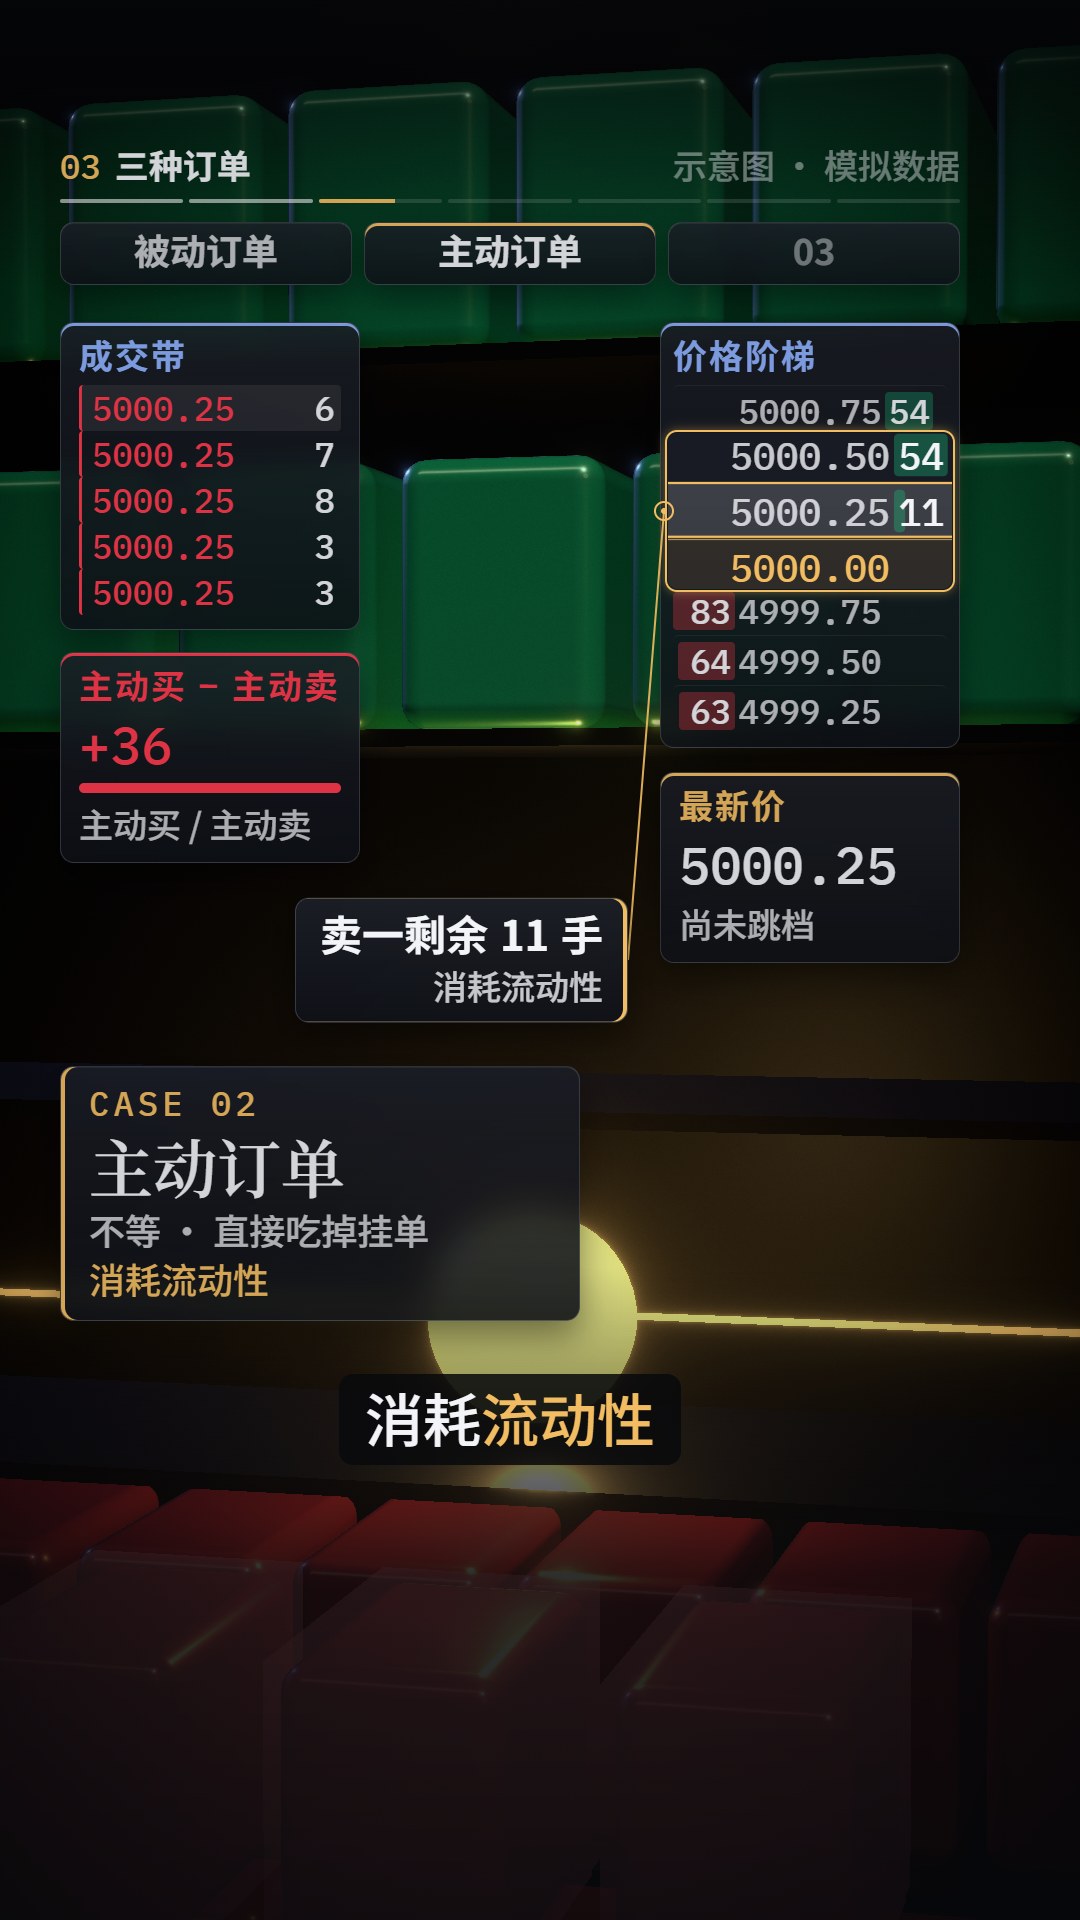 03 三种订单
示意图 · 模拟数据
被动订单
主动订单
03
成交带
5000.25 6
5000.25 7
5000.25 8
5000.25 3
5000.25 3
主动买 – 主动卖
+36
主动买 / 主动卖
价格阶梯
5000.75 54
5000.50 54
5000.25 11
5000.00
83 4999.75
64 4999.50
63 4999.25
最新价
5000.25
尚未跳档
卖一剩余 11 手
消耗流动性
CASE 02
主动订单
不等 · 直接吃掉挂单
消耗流动性
消耗流动性